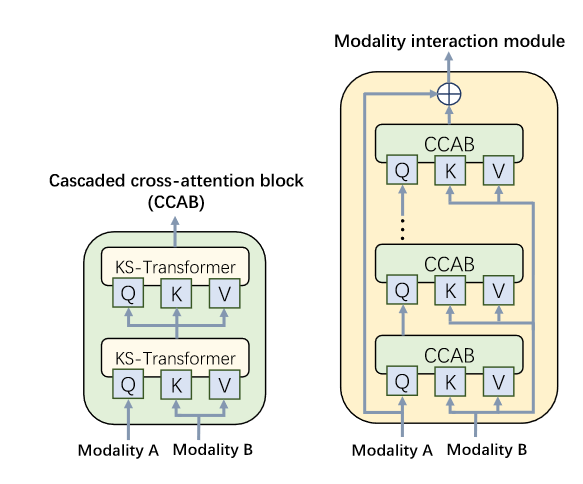 Modality interaction module
CCAB
Q K V
CCAB
Q K V
CCAB
Q K V
Modality A Modality B
Cascaded cross-attention block
(CCAB)
KS-Transformer
Q K V
KS-Transformer
Q K V
Modality A Modality B